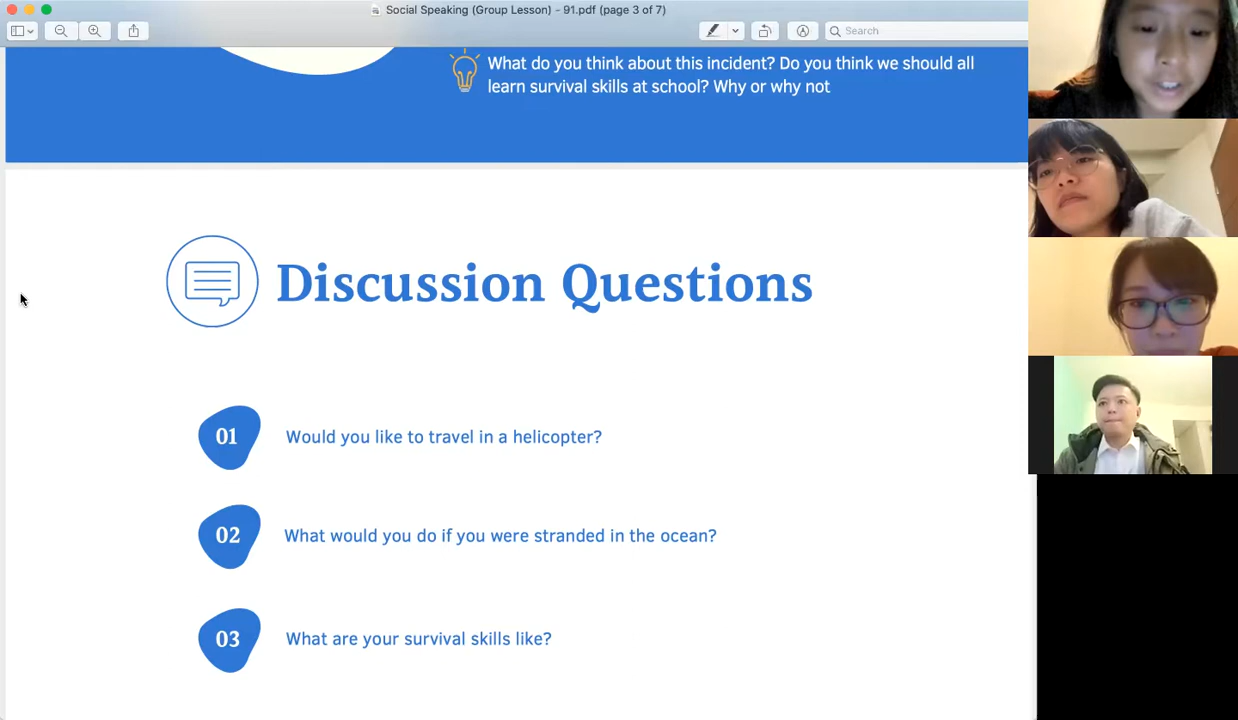 Social Speaking (Group Lesson) - 91.pdf (page 3 of 7)
Search
What do you think about this incident? Do you think we should all
learn survival skills at school? Why or why not
Discussion Questions
01 Would you like to travel in a helicopter?
02 What would you do if you were stranded in the ocean?
03 What are your survival skills like?